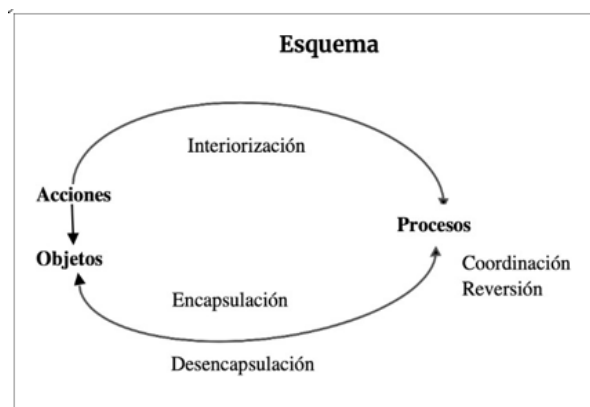 Esquema
Interiorización
Acciones
Procesos
Objetos
Coordinación
Reversión
Encapsulación
Desencapsulación